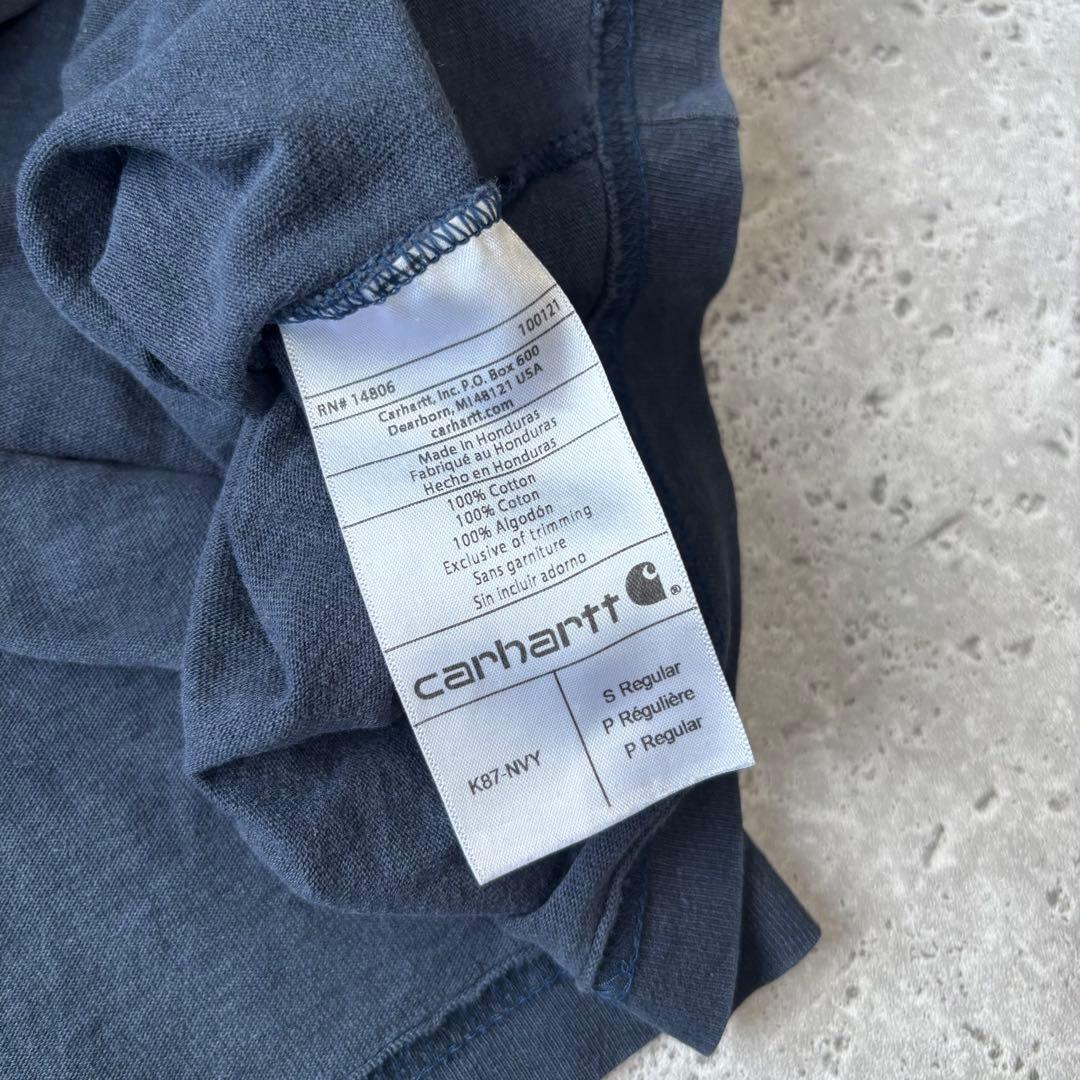 RN# 14806 100121
Carhartt, Inc. P.O. Box 600
Dearborn, MI 48121 USA
carhartt.com
Made in Honduras
Fabriqué au Honduras
Hecho en Honduras
100% Cotton
100% Coton
100% Algodón
Exclusive of trimming
Sans garniture
Sin incluir adorno
carhartt ®
K87-NVY
S Regular
P Régulière
P Regular